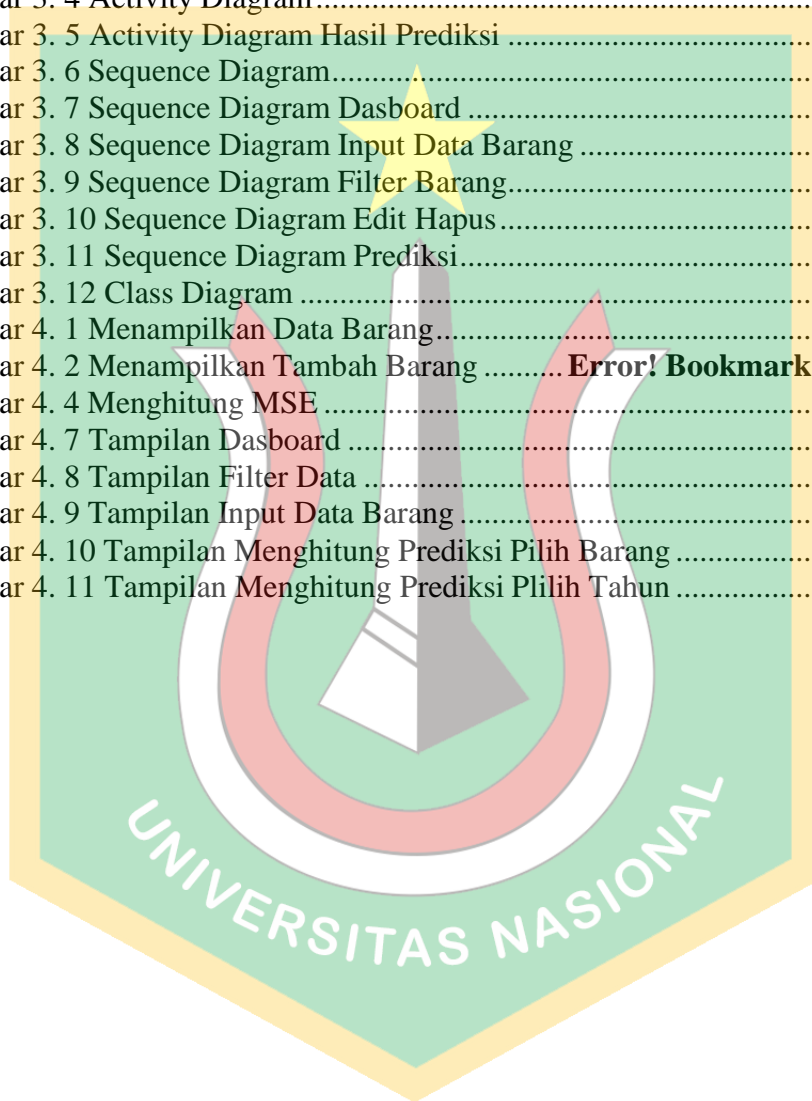 ar 3. 4 Activity Diagram
ar 3. 5 Activity Diagram Hasil Prediksi
ar 3. 6 Sequence Diagram
ar 3. 7 Sequence Diagram Dasboard
ar 3. 8 Sequence Diagram Input Data Barang
ar 3. 9 Sequence Diagram Filter Barang
ar 3. 10 Sequence Diagram Edit Hapus
ar 3. 11 Sequence Diagram Prediksi
ar 3. 12 Class Diagram
ar 4. 1 Menampilkan Data Barang
ar 4. 2 Menampilkan Tambah Barang ......... Error! Bookmark
ar 4. 4 Menghitung MSE
ar 4. 7 Tampilan Dasboard
ar 4. 8 Tampilan Filter Data
ar 4. 9 Tampilan Input Data Barang
ar 4. 10 Tampilan Menghitung Prediksi Pilih Barang
ar 4. 11 Tampilan Menghitung Prediksi Plilih Tahun
UNIVERSITAS NASIONAL